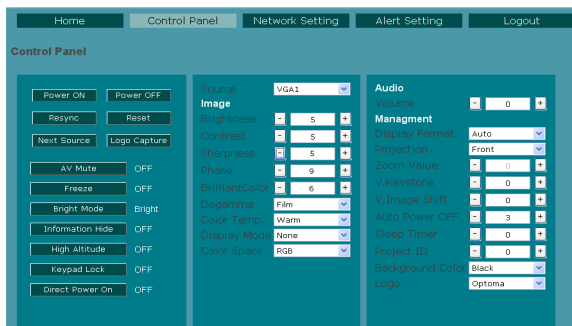 Home Control Panel Network Setting Alert Setting Logout
Control Panel
Power ON Power OFF
Resync Reset
Next Source Logo Capture
AV Mute OFF
Freeze OFF
Bright Mode Bright
Information Hide OFF
High Altitude OFF
Keypad Lock OFF
Direct Power On OFF
Source VGA1
Image
Brightness - 5 +
Contrast - 5 +
Sharpness - 5 +
Phase - 9 +
BrilliantColor - 6 +
Degamma Film
Color Temp. Warm
Display Mode None
Color Space RGB
Audio
Volume - 0 +
Managment
Display Format Auto
Projection Front
Zoom Value - 0 +
V.Keystone - 0 +
V.Image Shift - 0 +
Auto Power OFF - 3 +
Sleep Timer - 0 +
Project ID - 0 +
Background Color Black
Logo Optoma